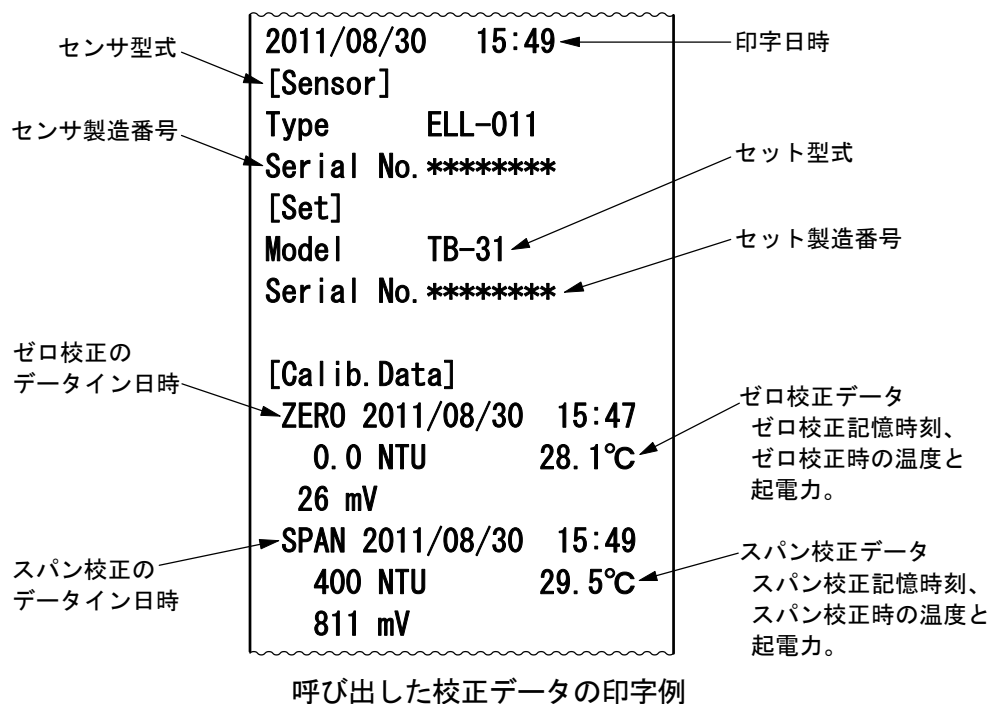 センサ型式
2011/08/30 15:49
印字日時
[Sensor]
Type ELL-011
センサ製造番号
Serial No.********
セット型式
[Set]
Model TB-31
セット製造番号
Serial No.********
ゼロ校正の
データイン日時
[Calib.Data]
ZERO 2011/08/30 15:47
0.0 NTU 28.1℃
26 mV
ゼロ校正データ
ゼロ校正記憶時刻、
ゼロ校正時の温度と
起電力。
スパン校正の
データイン日時
SPAN 2011/08/30 15:49
400 NTU 29.5℃
811 mV
スパン校正データ
スパン校正記憶時刻、
スパン校正時の温度と
起電力。
呼び出した校正データの印字例